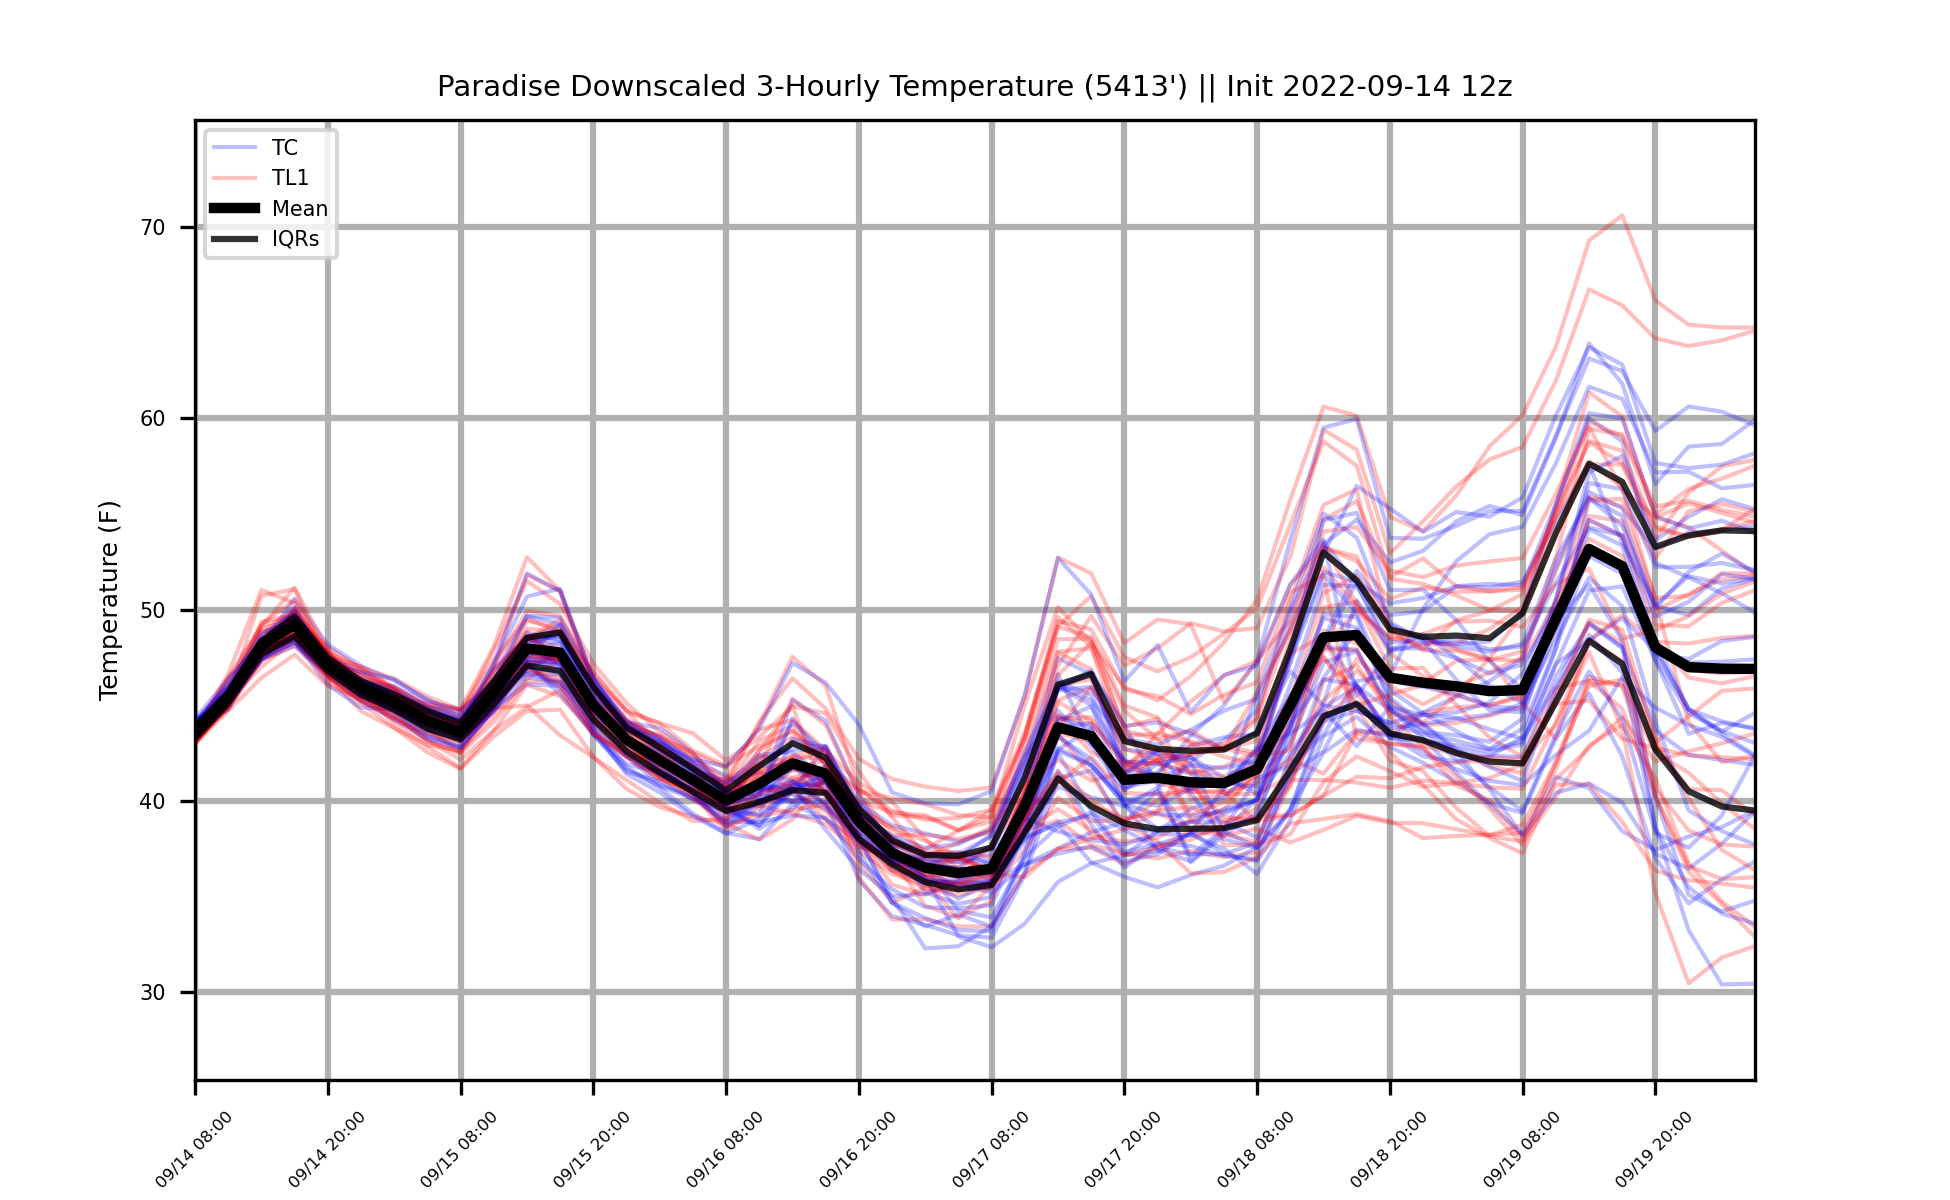 Paradise Downscaled 3-Hourly Temperature (5413') || Init 2022-09-14 12z
TC
TL1
Mean
IQRs
Temperature (F)
70
60
50
40
30
09/14 08:00
09/14 20:00
09/15 08:00
09/15 20:00
09/16 08:00
09/16 20:00
09/17 08:00
09/17 20:00
09/18 08:00
09/18 20:00
09/19 08:00
09/19 20:00